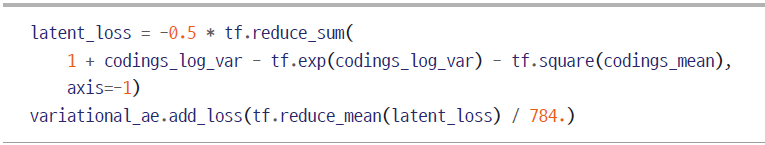 latent_loss = -0.5 * tf.reduce_sum(
    1 + codings_log_var - tf.exp(codings_log_var) - tf.square(codings_mean),
    axis=-1)
variational_ae.add_loss(tf.reduce_mean(latent_loss) / 784.)